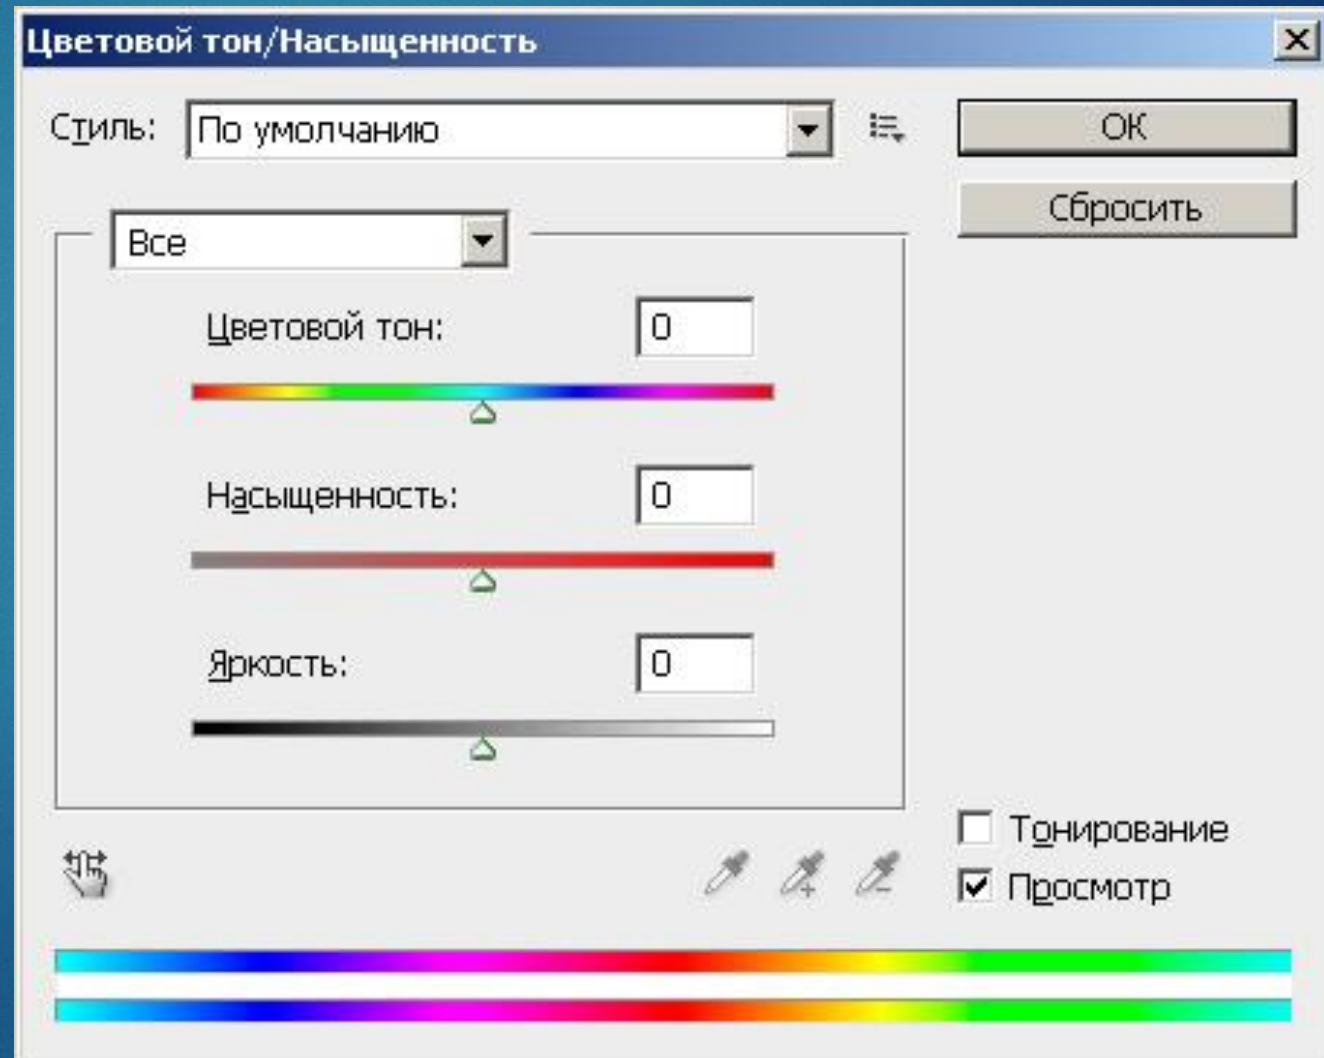 Цветовой тон/Насыщенность
Стиль: По умолчанию
ОК
Сбросить
Все
Цветовой тон: 0
Насыщенность: 0
Яркость: 0
Тонирование
Просмотр